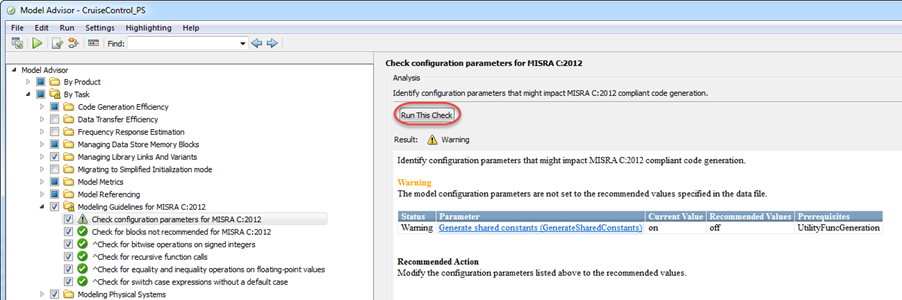 Model Advisor - CruiseControl_PS
File Edit Run Settings Highlighting Help
Find:
Model Advisor
By Product
By Task
Code Generation Efficiency
Data Transfer Efficiency
Frequency Response Estimation
Managing Data Store Memory Blocks
Managing Library Links And Variants
Migrating to Simplified Initialization mode
Model Metrics
Model Referencing
Modeling Guidelines for MISRA C:2012
Check configuration parameters for MISRA C:2012
Check for blocks not recommended for MISRA C:2012
^Check for bitwise operations on signed integers
^Check for recursive function calls
^Check for equality and inequality operations on floating-point values
^Check for switch case expressions without a default case
Modeling Physical Systems
Check configuration parameters for MISRA C:2012
Analysis
Identify configuration parameters that might impact MISRA C:2012 compliant code generation.
Run This Check
Result: Warning
Identify configuration parameters that might impact MISRA C:2012 compliant code generation.
Warning
The model configuration parameters are not set to the recommended values specified in the data file.
Status Parameter Current Value Recommended Values Prerequisites
Warning Generate shared constants (GenerateSharedConstants) on off UtilityFuncGeneration
Recommended Action
Modify the configuration parameters listed above to the recommended values.